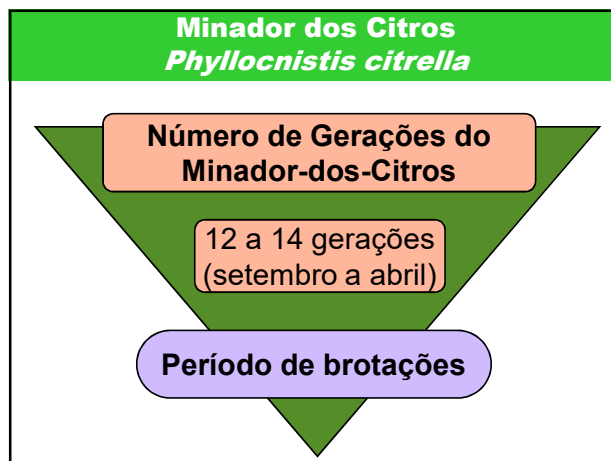 Minador dos Citros
Phyllocnistis citrella
Número de Gerações do
Minador-dos-Citros
12 a 14 gerações
(setembro a abril)
Período de brotações